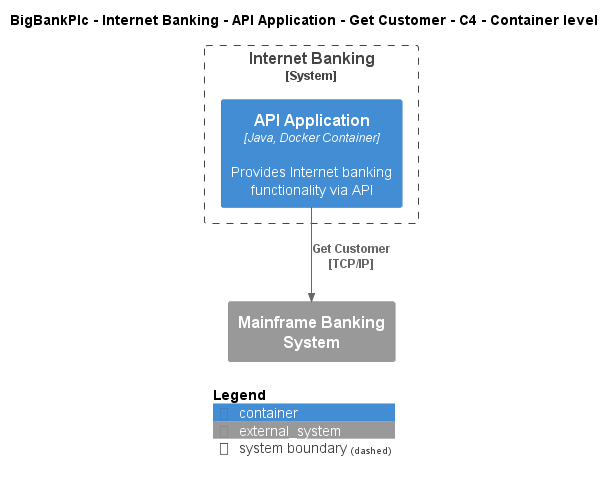 BigBankPlc - Internet Banking - API Application - Get Customer - C4 - Container level
Internet Banking
[System]
API Application
[Java, Docker Container]
Provides Internet banking
functionality via API
Get Customer
[TCP/IP]
Mainframe Banking
System
Legend
container
external_system
system boundary (dashed)